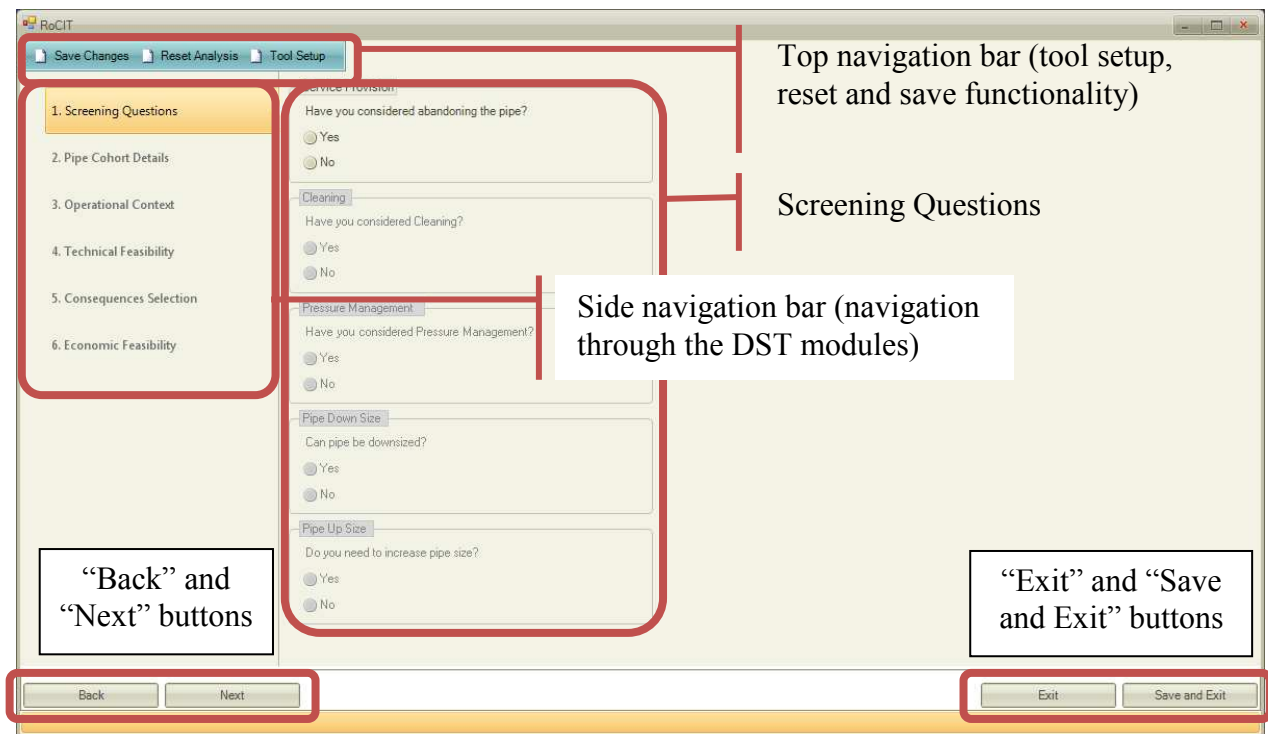 RoCIT
Save Changes Reset Analysis Tool Setup
Top navigation bar (tool setup,
reset and save functionality)
1. Screening Questions
2. Pipe Cohort Details
3. Operational Context
4. Technical Feasibility
5. Consequences Selection
6. Economic Feasibility
Service Provision
Have you considered abandoning the pipe?
Yes
No
Cleaning
Have you considered Cleaning?
Yes
No
Pressure Management
Have you considered Pressure Management?
Yes
No
Pipe Down Size
Can pipe be downsized?
Yes
No
Pipe Up Size
Do you need to increase pipe size?
Yes
No
Screening Questions
Side navigation bar (navigation
through the DST modules)
“Back” and
“Next” buttons
“Exit” and “Save
and Exit” buttons
Back Next Exit Save and Exit